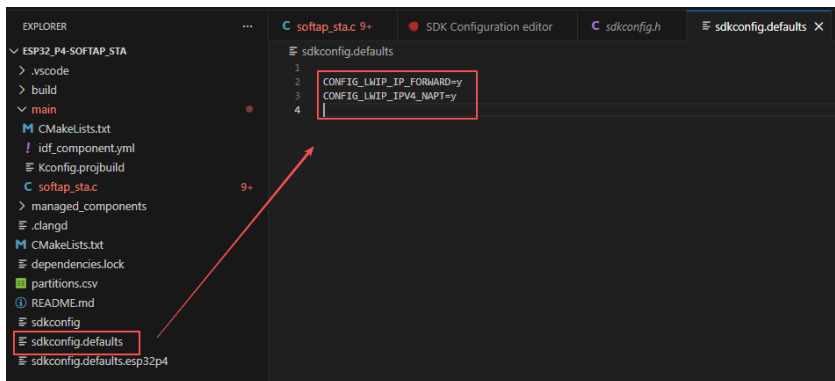 EXPLORER ...
ESP32_P4-SOFTAP_STA
.vscode
build
main
CMakeLists.txt
idf_component.yml
Kconfig.projbuild
softap_sta.c 9+
managed_components
.clangd
CMakeLists.txt
dependencies.lock
partitions.csv
README.md
sdkconfig
sdkconfig.defaults
sdkconfig.defaults.esp32p4
C softap_sta.c 9+ SDK Configuration editor C sdkconfig.h sdkconfig.defaults ×
sdkconfig.defaults
1
2 CONFIG_LWIP_IP_FORWARD=y
3 CONFIG_LWIP_IPV4_NAPT=y
4